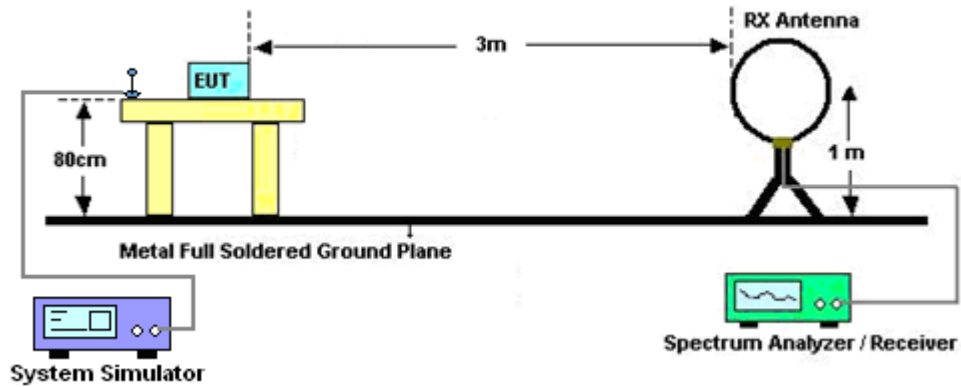 RX Antenna
3m
EUT
80cm
1 m
Metal Full Soldered Ground Plane
Spectrum Analyzer / Receiver
System Simulator